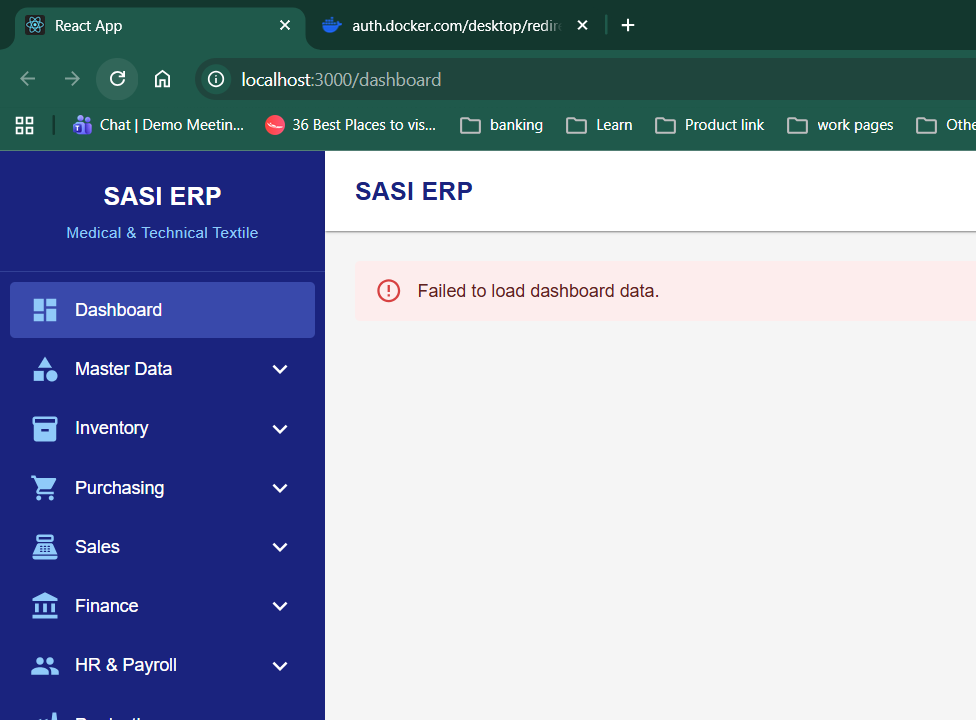 React App
auth.docker.com/desktop/redire
localhost:3000/dashboard
Chat | Demo Meetin...
36 Best Places to vis...
banking
Learn
Product link
work pages
Othe
SASI ERP
Medical & Technical Textile
SASI ERP
Failed to load dashboard data.
Dashboard
Master Data
Inventory
Purchasing
Sales
Finance
HR & Payroll